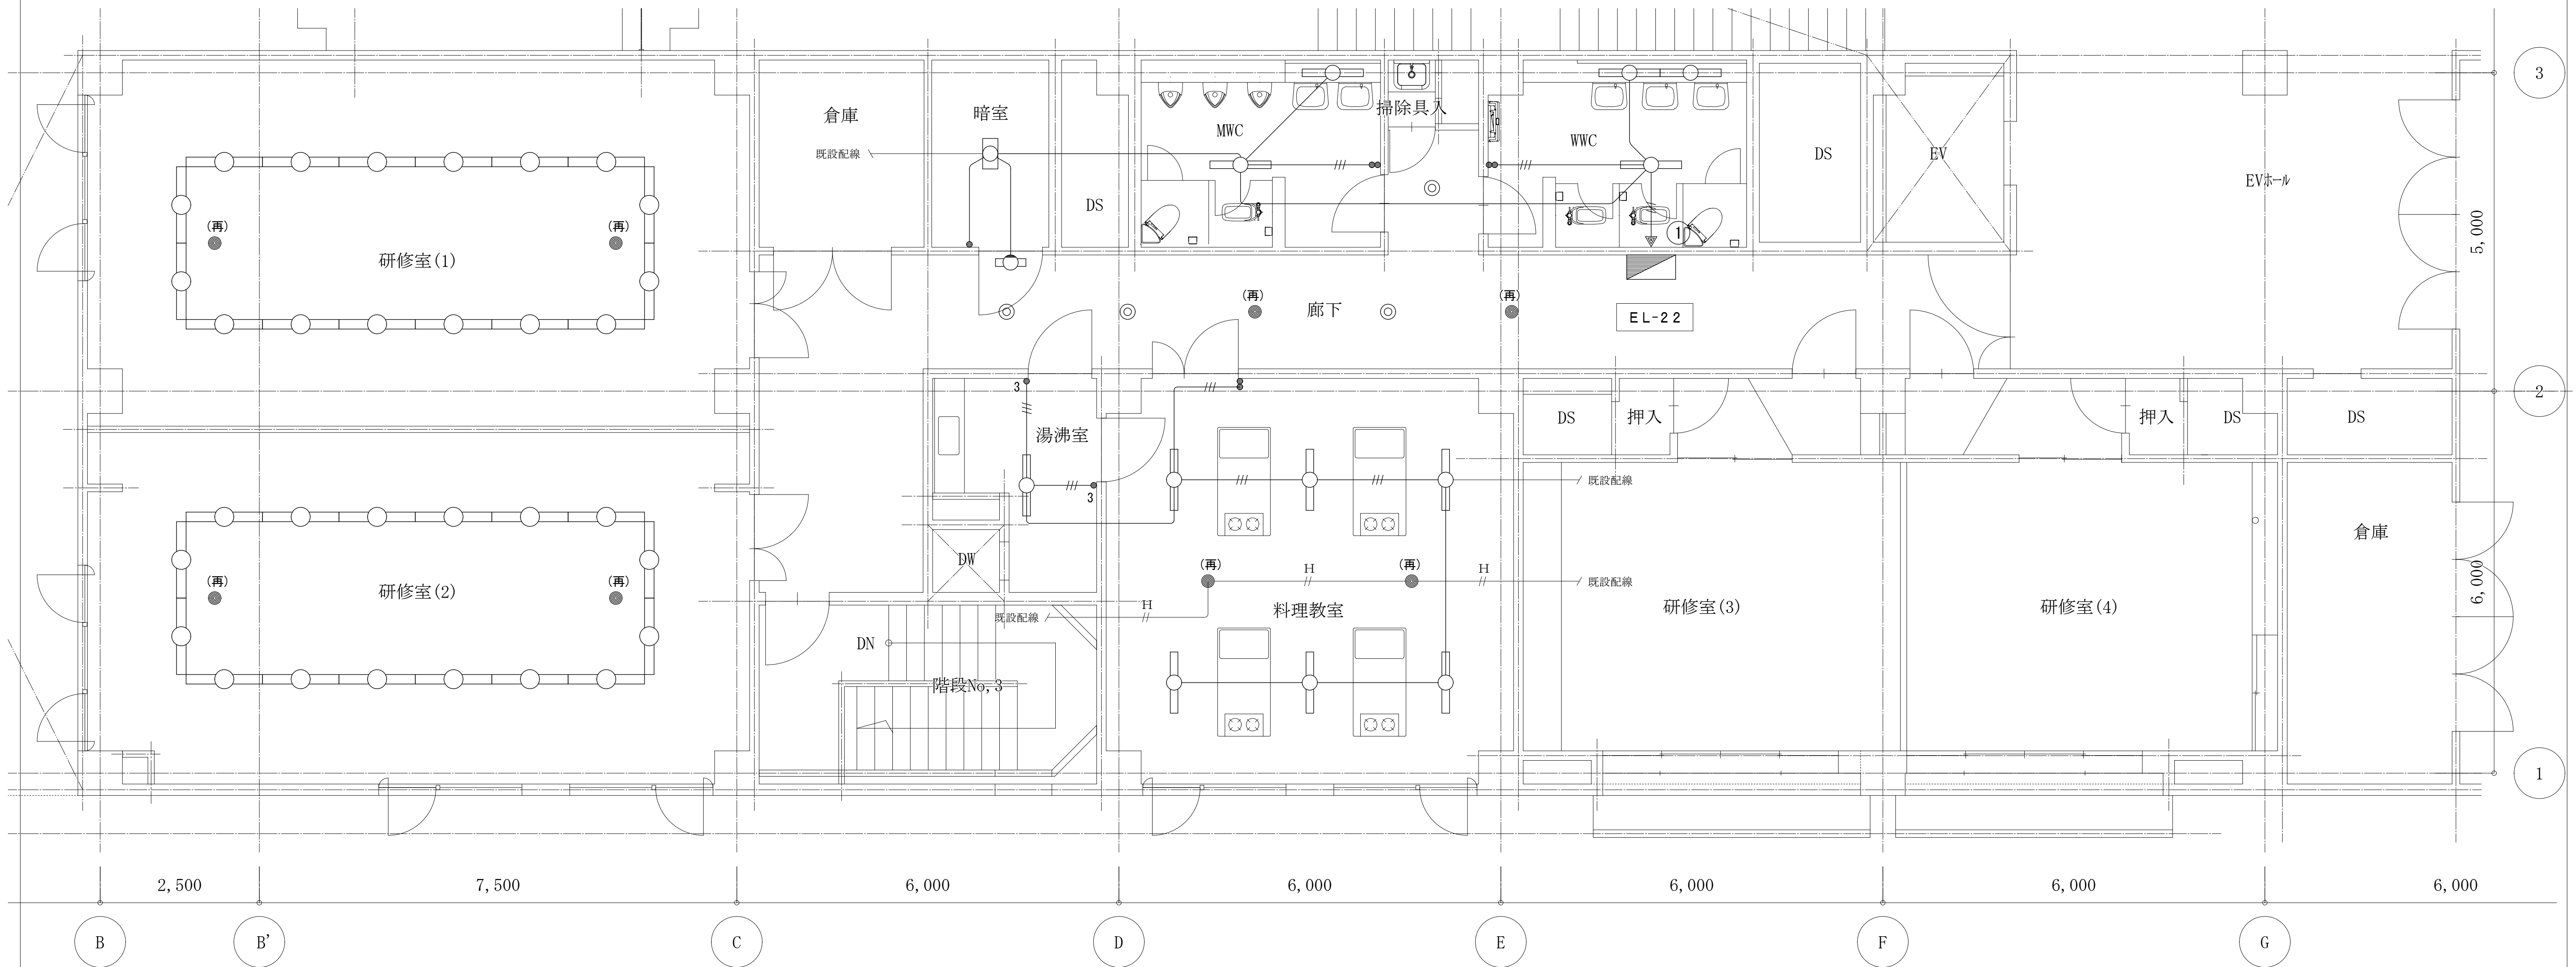 3
倉庫
暗室
MWC
掃除具入
WWC
既設配線
DS
EV
EVホール
DS
5,000
(再)
(再)
研修室(1)
1
(再)
廊下
(再)
EL-22
3
2
湯沸室
DS
押入
押入
DS
DS
3
既設配線
倉庫
DW
(再)
(再)
(再)
H
(再)
H
既設配線
6,000
研修室(2)
既設配線
H
料理教室
研修室(3)
研修室(4)
DN
階段No,3
1
2,500
7,500
6,000
6,000
6,000
6,000
6,000
B
B'
C
D
E
F
G